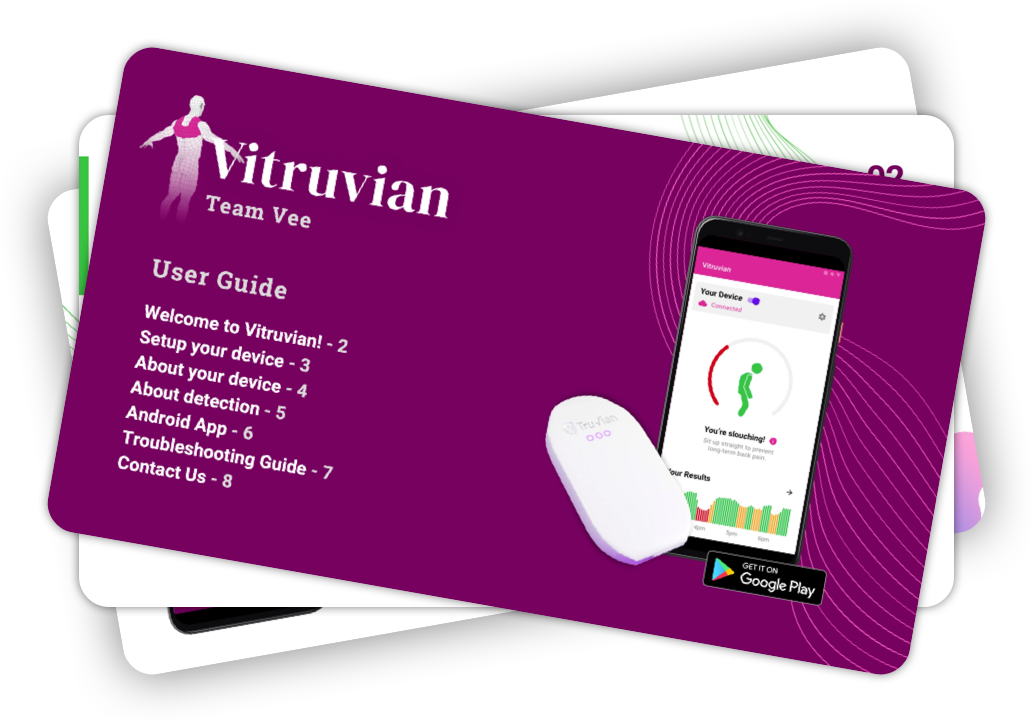 Vitruvian
Team Vee
User Guide
Welcome to Vitruvian! - 2
Setup your device - 3
About your device - 4
About detection - 5
Android App - 6
Troubleshooting Guide - 7
Contact Us - 8
Vitruvian
Your Device
Connected
You're slouching!
Sit up straight to prevent
long-term back pain.
Your Results
4pm 5pm 6pm
TruVian
GET IT ON
Google Play
02